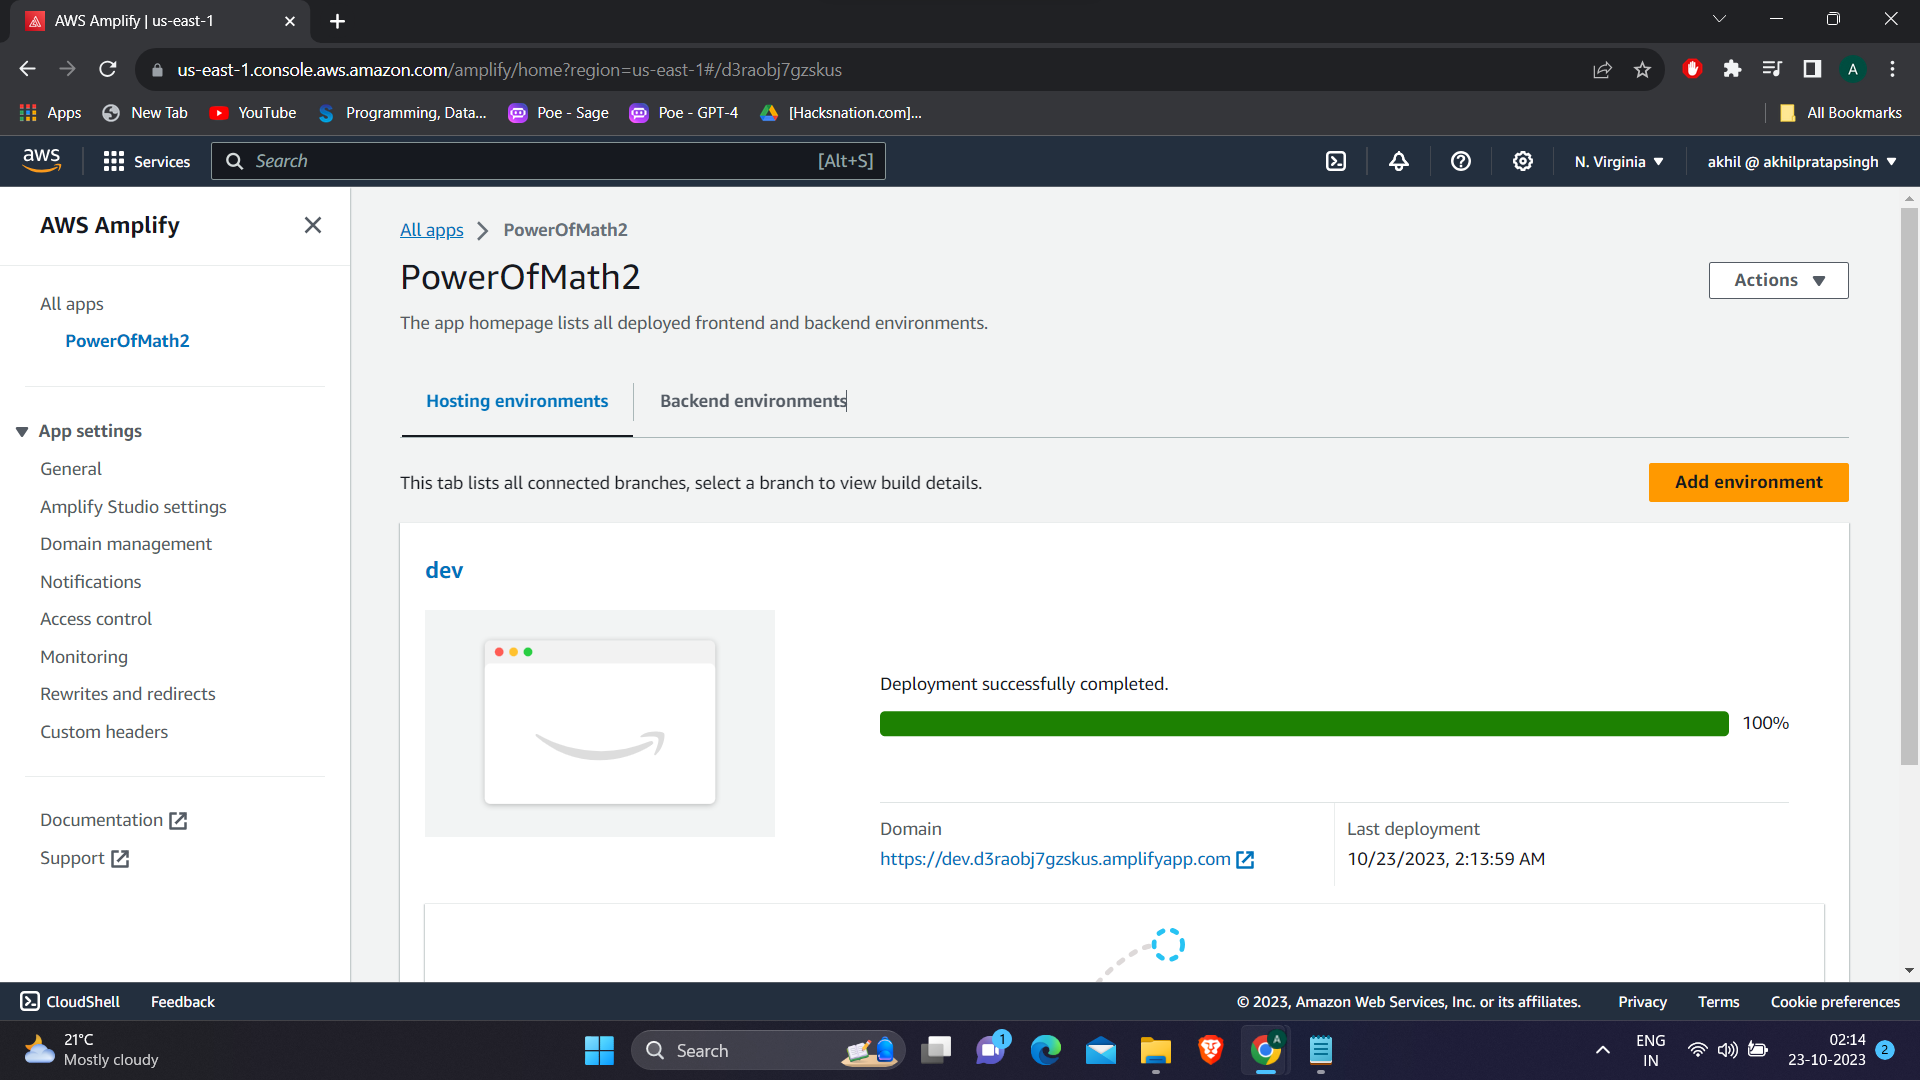 AWS Amplify | us-east-1
us-east-1.console.aws.amazon.com/amplify/home?region=us-east-1#/d3raobj7gzskus
A
Apps
New Tab
YouTube
Programming, Data...
Poe - Sage
Poe - GPT-4
[Hacksnation.com]...
All Bookmarks
aws
Services
Search
[Alt+S]
N. Virginia
akhil @ akhilpratapsingh
AWS Amplify
All apps
PowerOfMath2
App settings
General
Amplify Studio settings
Domain management
Notifications
Access control
Monitoring
Rewrites and redirects
Custom headers
Documentation
Support
All apps
PowerOfMath2
PowerOfMath2
Actions
The app homepage lists all deployed frontend and backend environments.
Hosting environments
Backend environments
This tab lists all connected branches, select a branch to view build details.
Add environment
dev
Deployment successfully completed.
100%
Domain
https://dev.d3raobj7gzskus.amplifyapp.com
Last deployment
10/23/2023, 2:13:59 AM
CloudShell
Feedback
© 2023, Amazon Web Services, Inc. or its affiliates.
Privacy
Terms
Cookie preferences
21°C
Mostly cloudy
Search
1
A
ENG
IN
02:14
23-10-2023
2